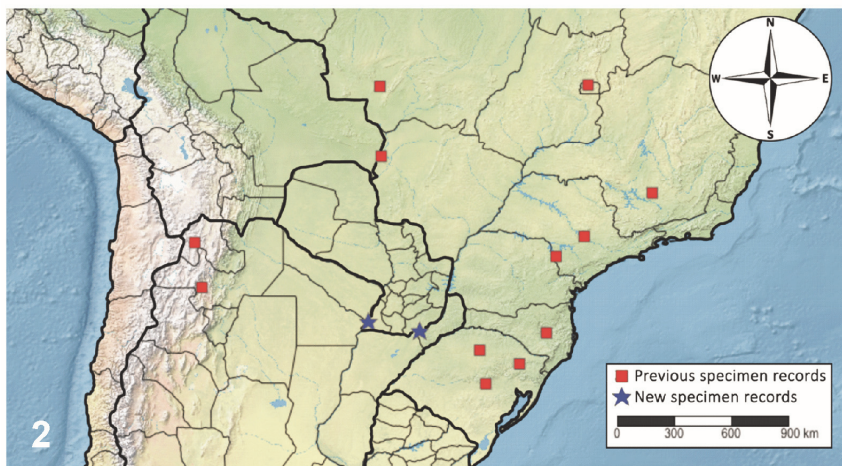 N
W E
S
Previous specimen records
New specimen records
0 300 600 900 km
2